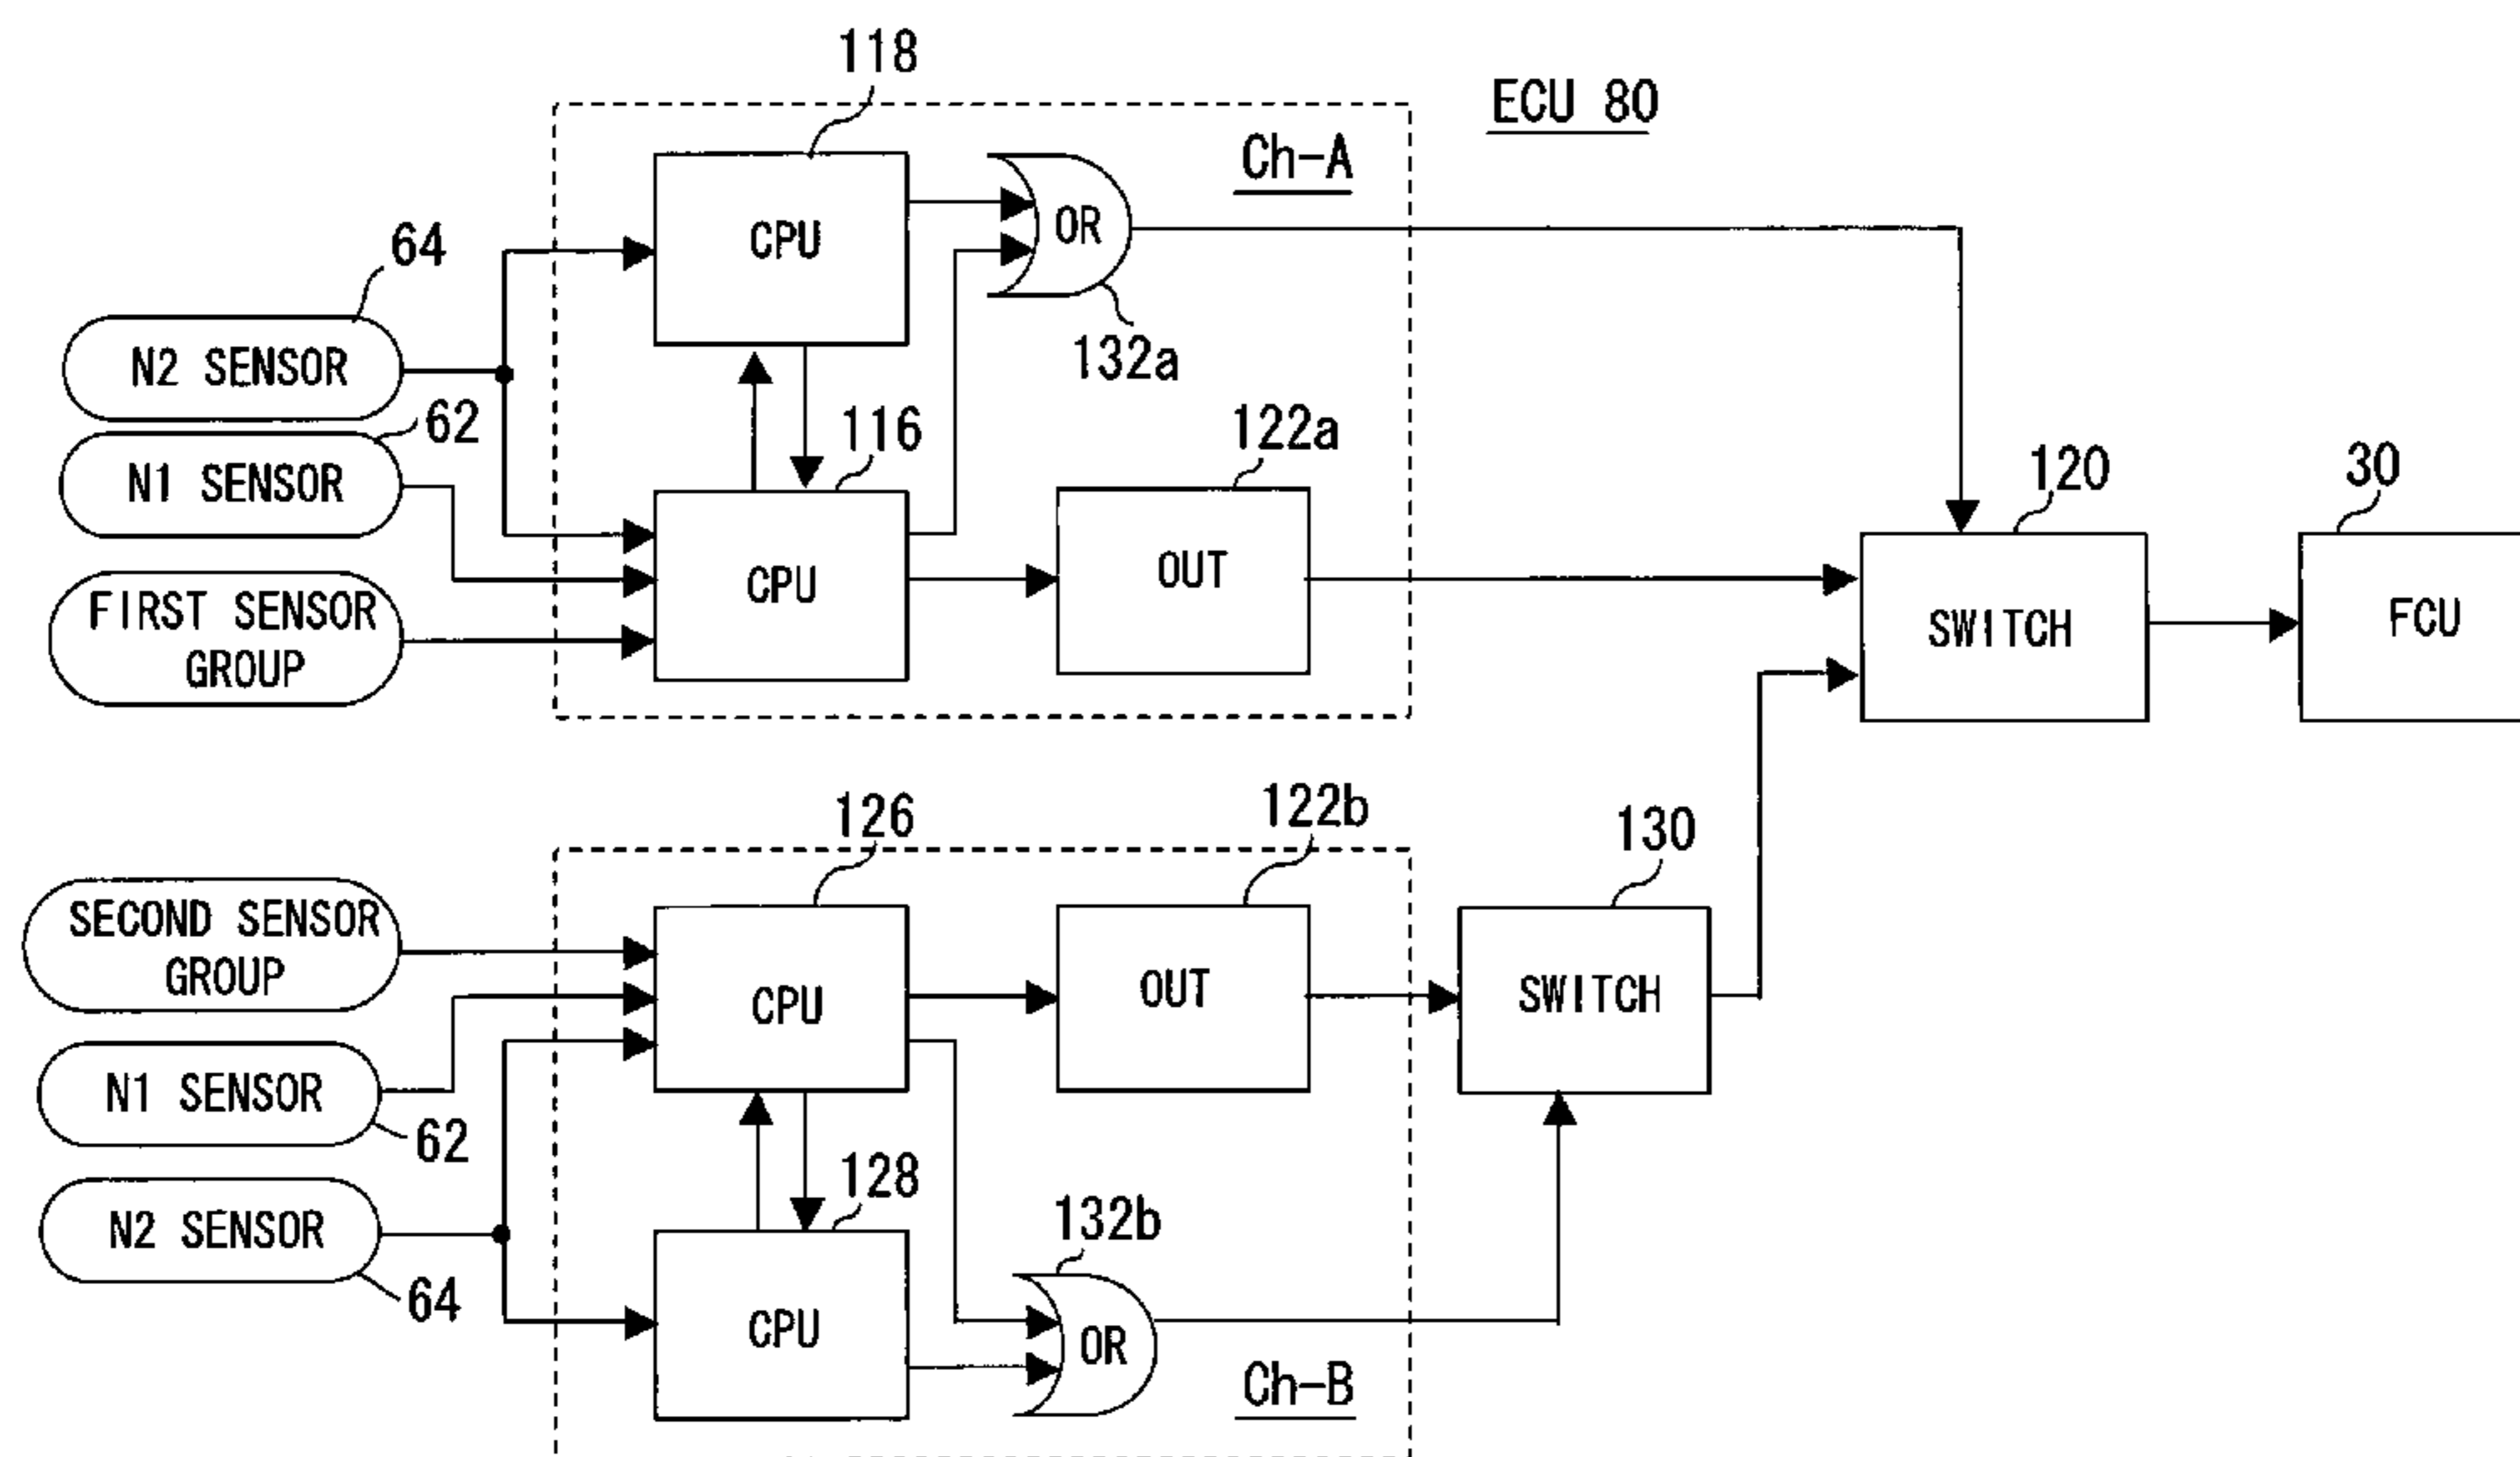 118
ECU 80
Ch-A
CPU
OR
64
132a
N2 SENSOR
62
116
122a
N1 SENSOR
120
30
CPU
OUT
FIRST SENSOR
GROUP
SWITCH
FCU
126
122b
130
SECOND SENSOR
GROUP
CPU
OUT
SWITCH
N1 SENSOR
62
128
132b
N2 SENSOR
64
CPU
OR
Ch-B